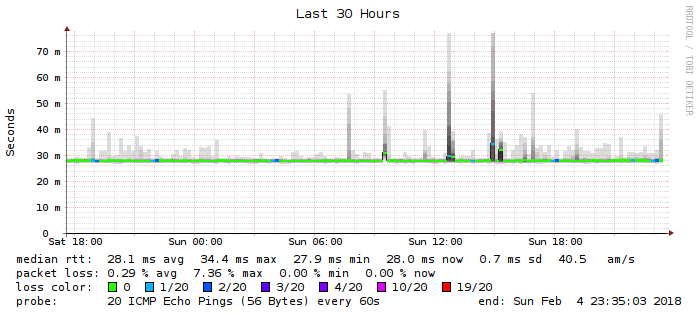 Last 30 Hours
RRDTOOL / TOBI OETIKER
Seconds
70 m
60 m
50 m
40 m
30 m
20 m
10 m
0
Sat 18:00 Sun 00:00 Sun 06:00 Sun 12:00 Sun 18:00
median rtt: 28.1 ms avg 34.4 ms max 27.9 ms min 28.0 ms now 0.7 ms sd 40.5 am/s
packet loss: 0.29 % avg 7.36 % max 0.00 % min 0.00 % now
loss color: 0 1/20 2/20 3/20 4/20 10/20 19/20
probe: 20 ICMP Echo Pings (56 Bytes) every 60s end: Sun Feb 4 23:35:03 2018